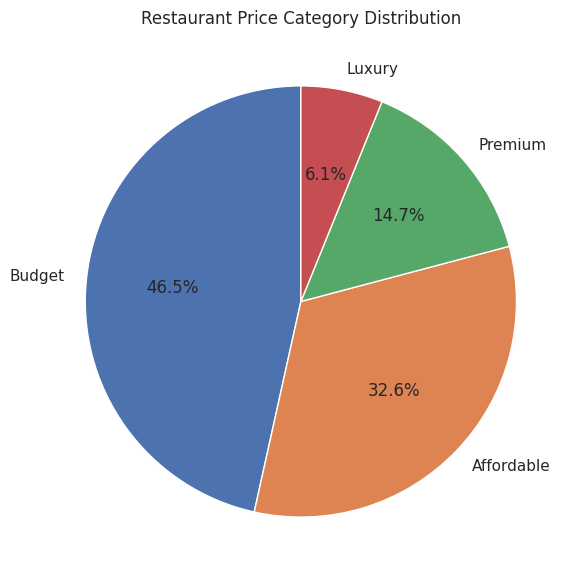 Restaurant Price Category Distribution
Luxury
Premium
6.1%
14.7%
Budget
46.5%
32.6%
Affordable